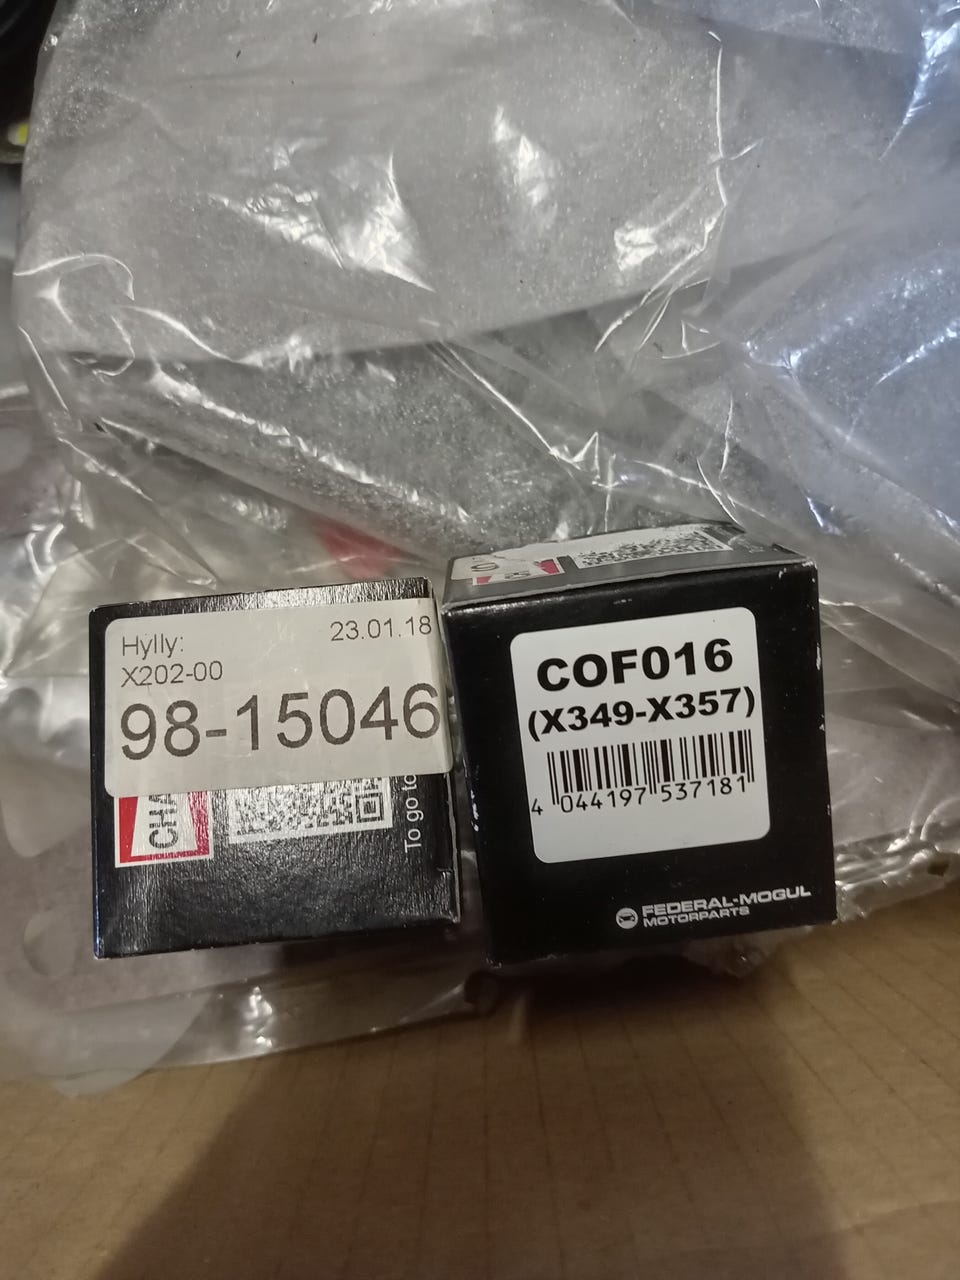 Hylly:
23.01.18
X202-00
98-15046
CHA
To go to
COF016
(X349-X357)
4 044197 537181
FEDERAL-MOGUL
MOTORPARTS